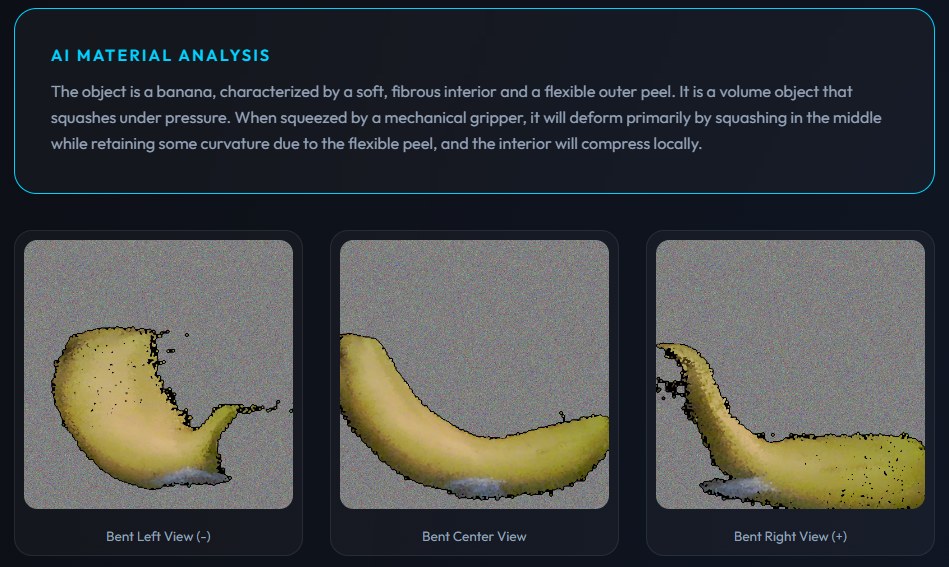 AI MATERIAL ANALYSIS
The object is a banana, characterized by a soft, fibrous interior and a flexible outer peel. It is a volume object that
squashes under pressure. When squeezed by a mechanical gripper, it will deform primarily by squashing in the middle
while retaining some curvature due to the flexible peel, and the interior will compress locally.
Bent Left View (-)
Bent Center View
Bent Right View (+)